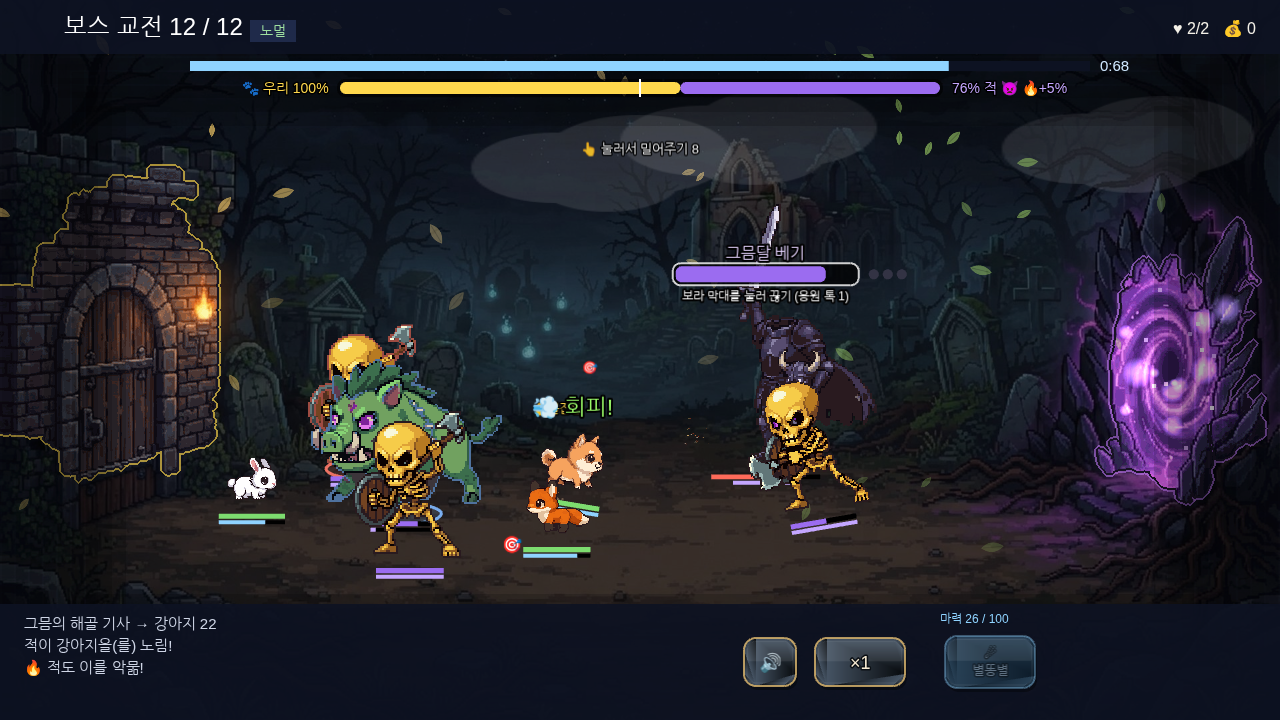 보스 교전 12 / 12 노멀
♥ 2/2 💰 0
0:68
🐾 우리 100%
76% 적 👿 🔥+5%
👆 눌러서 밀어주기 8
그믐달 베기
보라 막대를 눌러 끊기 (응원 톡 1)
회피!
그믐의 해골 기사 → 강아지 22
적이 강아지을(를) 노림!
🔥 적도 이를 악묾!
마력 26 / 100
×1
별똥별